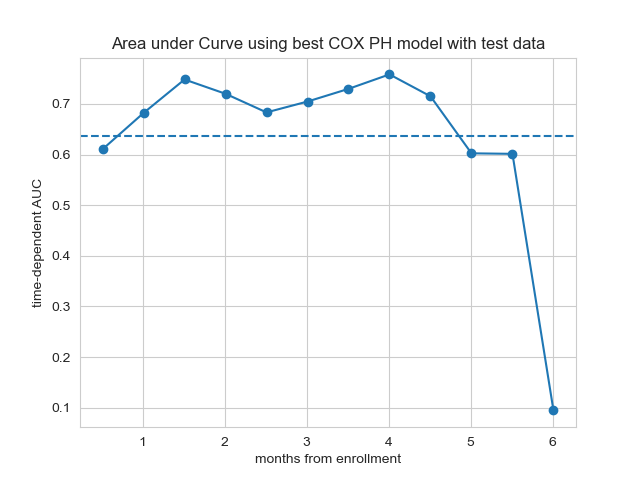 Area under Curve using best COX PH model with test data
time-dependent AUC
0.7
0.6
0.5
0.4
0.3
0.2
0.1
1 2 3 4 5 6
months from enrollment